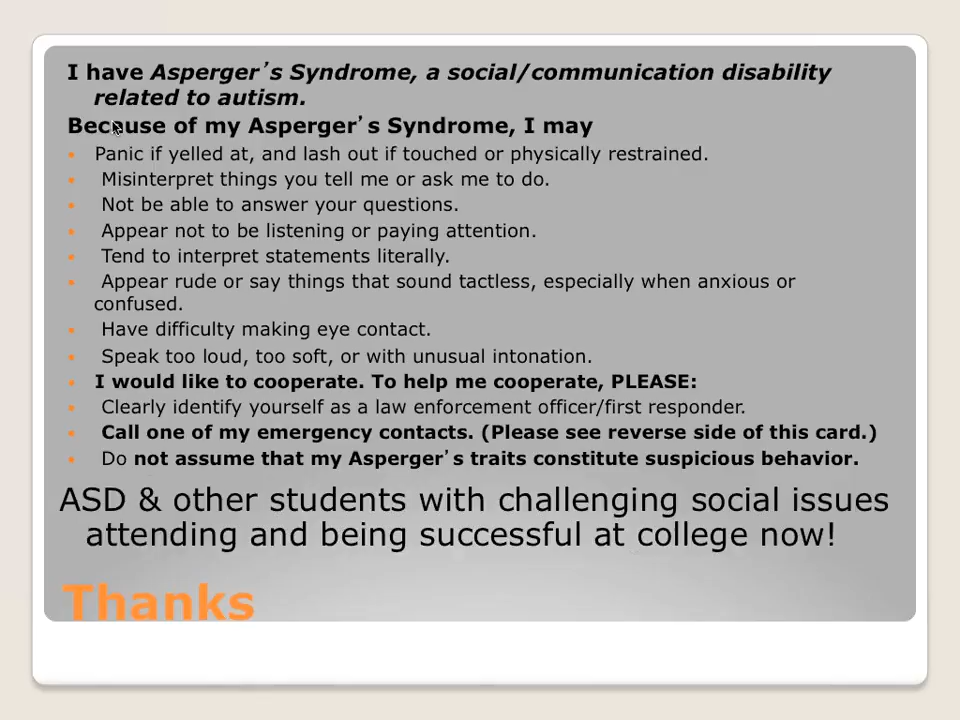 I have Asperger's Syndrome, a social/communication disability
related to autism.
Because of my Asperger's Syndrome, I may
• Panic if yelled at, and lash out if touched or physically restrained.
• Misinterpret things you tell me or ask me to do.
• Not be able to answer your questions.
• Appear not to be listening or paying attention.
• Tend to interpret statements literally.
• Appear rude or say things that sound tactless, especially when anxious or
confused.
• Have difficulty making eye contact.
• Speak too loud, too soft, or with unusual intonation.
• I would like to cooperate. To help me cooperate, PLEASE:
• Clearly identify yourself as a law enforcement officer/first responder.
• Call one of my emergency contacts. (Please see reverse side of this card.)
• Do not assume that my Asperger's traits constitute suspicious behavior.
ASD & other students with challenging social issues
attending and being successful at college now!
Thanks